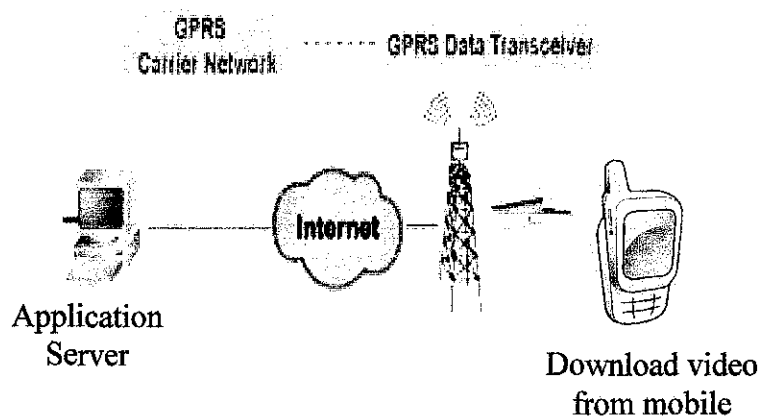 GPRS
Carrier Network
GPRS Data Transceiver
Internet
Application
Server
Download video
from mobile